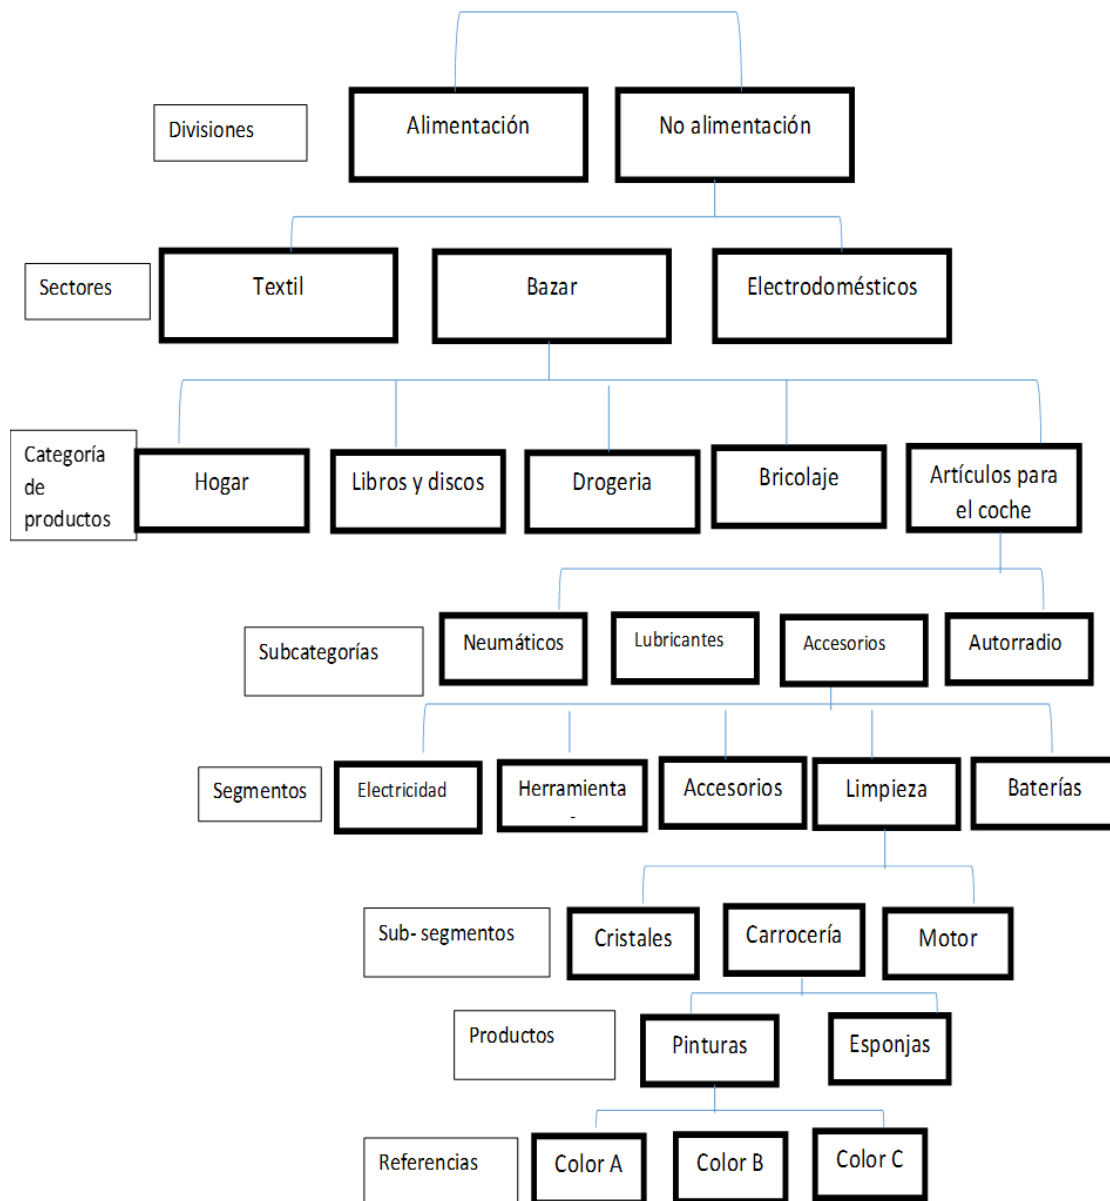 Divisiones
Alimentación
No alimentación
Sectores
Textil
Bazar
Electrodomésticos
Categoría
de
productos
Hogar
Libros y discos
Drogeria
Bricolaje
Artículos para
el coche
Subcategorías
Neumáticos
Lubricantes
Accesorios
Autorradio
Segmentos
Electricidad
Herramienta
-
Accesorios
Limpieza
Baterías
Sub- segmentos
Cristales
Carrocería
Motor
Productos
Pinturas
Esponjas
Referencias
Color A
Color B
Color C